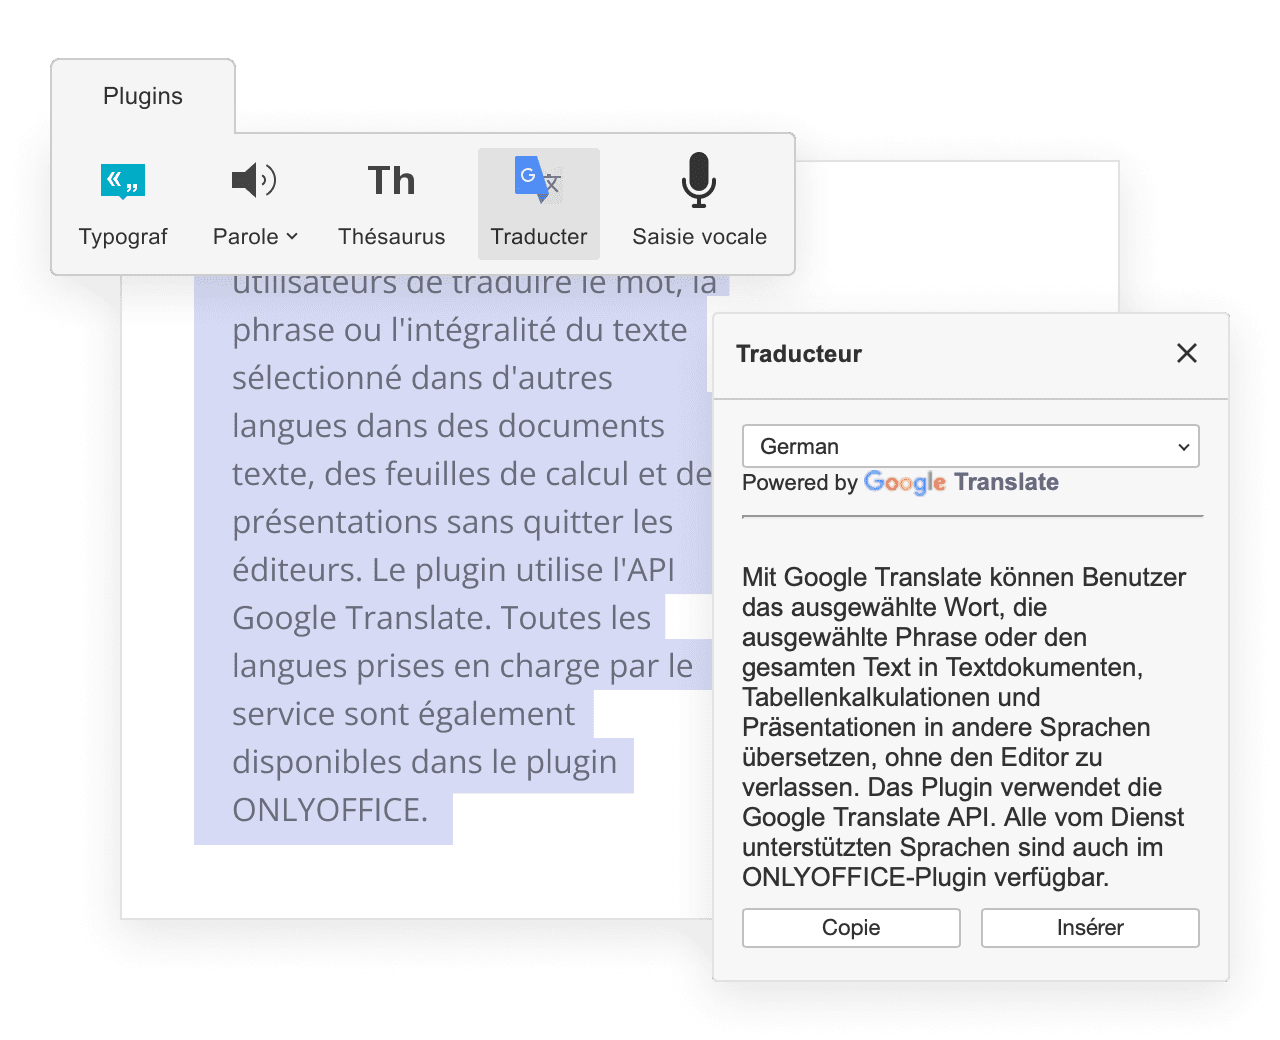 Plugins
Typograf
Parole
Th
Thésaurus
G文
Traducter
Saisie vocale
utilisateurs de traduire le mot, la
phrase ou l'intégralité du texte
sélectionné dans d'autres
langues dans des documents
texte, des feuilles de calcul et de
présentations sans quitter les
éditeurs. Le plugin utilise l'API
Google Translate. Toutes les
langues prises en charge par le
service sont également
disponibles dans le plugin
ONLYOFFICE.
Traducteur
German
Powered by Google Translate
Mit Google Translate können Benutzer
das ausgewählte Wort, die
ausgewählte Phrase oder den
gesamten Text in Textdokumenten,
Tabellenkalkulationen und
Präsentationen in andere Sprachen
übersetzen, ohne den Editor zu
verlassen. Das Plugin verwendet die
Google Translate API. Alle vom Dienst
unterstützten Sprachen sind auch im
ONLYOFFICE-Plugin verfügbar.
Copie
Insérer